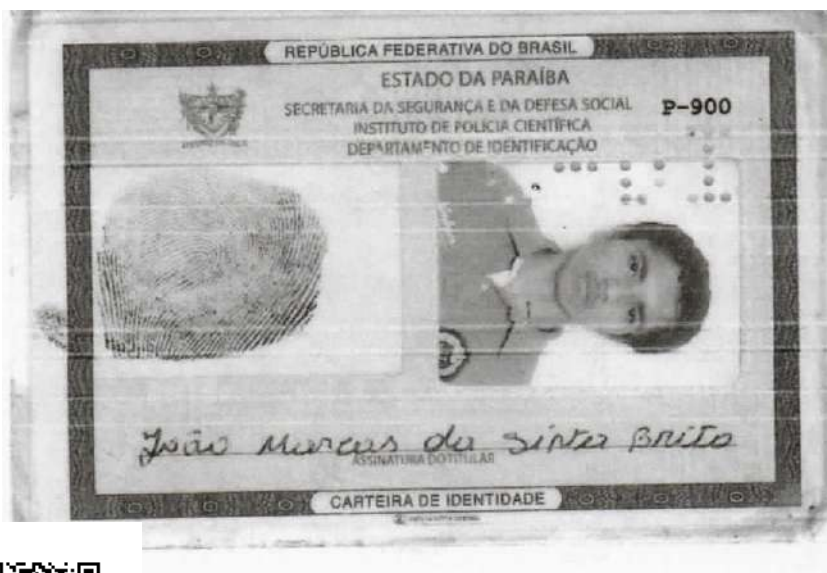 REPÚBLICA FEDERATIVA DO BRASIL
ESTADO DA PARAÍBA
SECRETARIA DA SEGURANÇA E DA DEFESA SOCIAL
P-900
INSTITUTO DE POLÍCIA CIENTÍFICA
DEPARTAMENTO DE IDENTIFICAÇÃO
João Marcos da Brito
ASSINATURA DO TITULAR
CARTEIRA DE IDENTIDADE